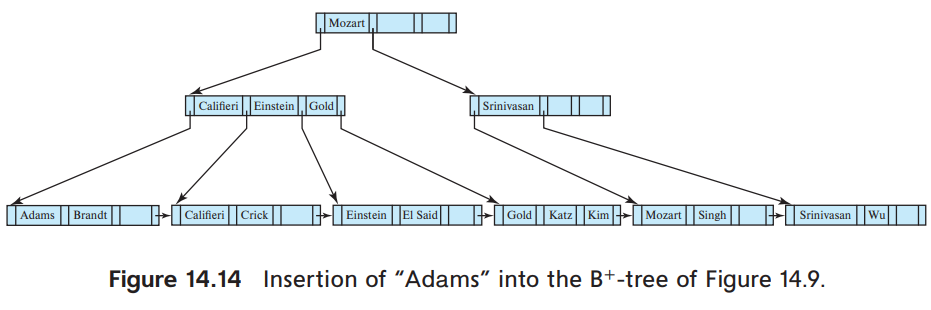 Mozart
Califieri Einstein Gold
Srinivasan
Adams Brandt
Califieri Crick
Einstein El Said
Gold Katz Kim
Mozart Singh
Srinivasan Wu
Figure 14.14 Insertion of “Adams” into the B⁺-tree of Figure 14.9.